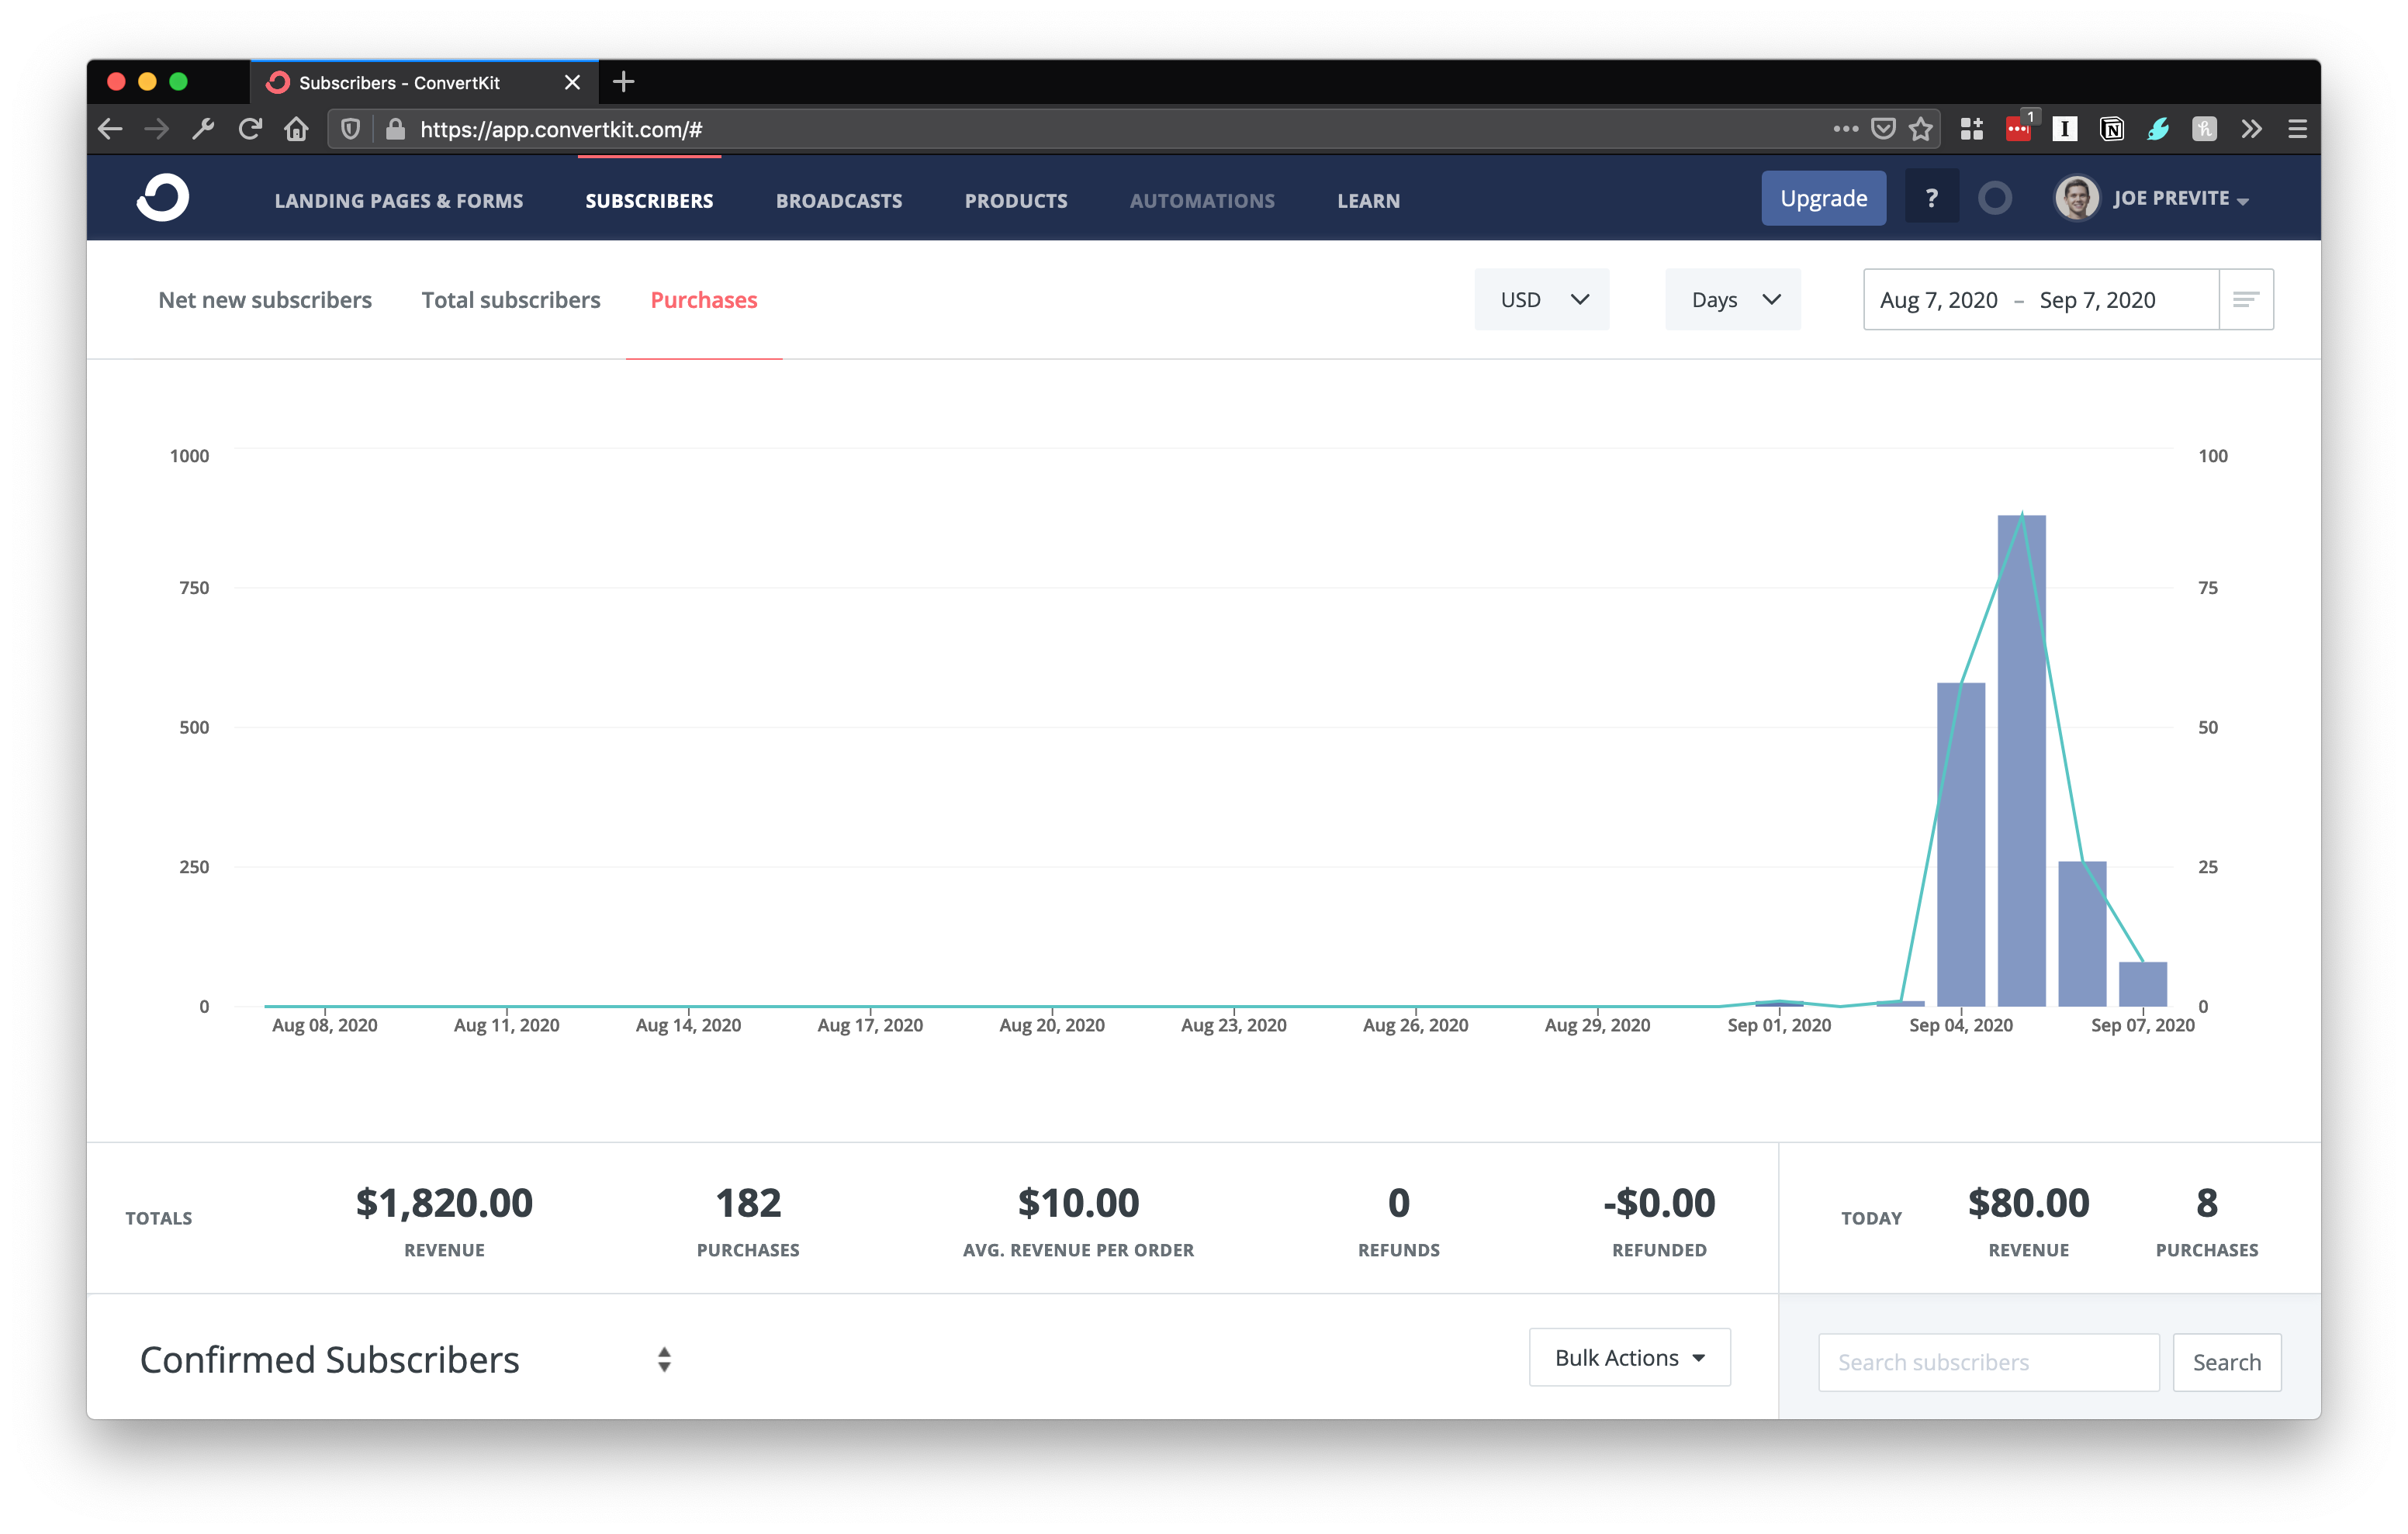 Subscribers - ConvertKit
https://app.convertkit.com/#
1
LANDING PAGES & FORMS SUBSCRIBERS BROADCASTS PRODUCTS AUTOMATIONS LEARN Upgrade ? JOE PREVITE
Net new subscribers Total subscribers Purchases USD Days Aug 7, 2020 – Sep 7, 2020
1000 100
750 75
500 50
250 25
0 0
Aug 08, 2020 Aug 11, 2020 Aug 14, 2020 Aug 17, 2020 Aug 20, 2020 Aug 23, 2020 Aug 26, 2020 Aug 29, 2020 Sep 01, 2020 Sep 04, 2020 Sep 07, 2020
TOTALS $1,820.00 182 $10.00 0 -$0.00 TODAY $80.00 8
REVENUE PURCHASES AVG. REVENUE PER ORDER REFUNDS REFUNDED REVENUE PURCHASES
Confirmed Subscribers Bulk Actions Search subscribers Search